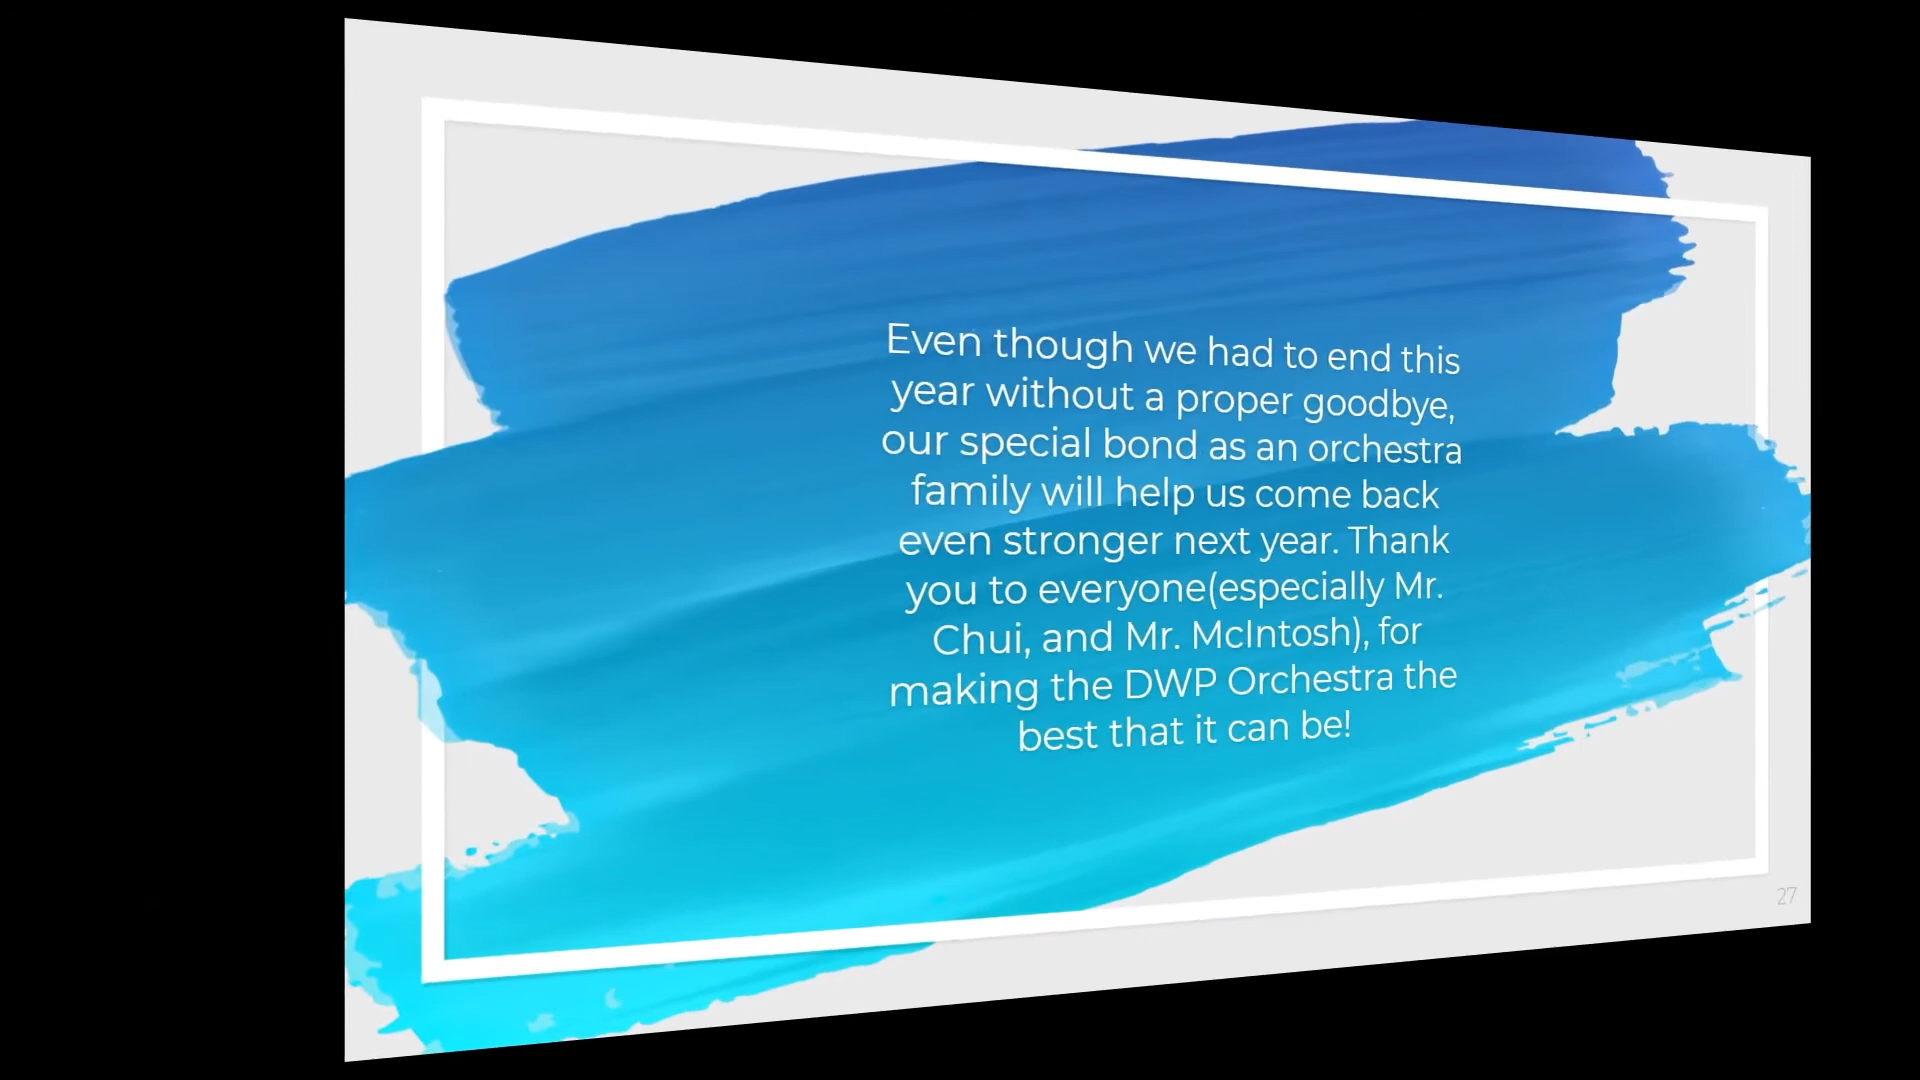 Even though we had to end this
year without a proper goodbye,
our special bond as an orchestra
family will help us come back
even stronger next year. Thank
you to everyone(especially Mr.
Chui, and Mr. McIntosh), for
making the DWP Orchestra the
best that it can be!
27